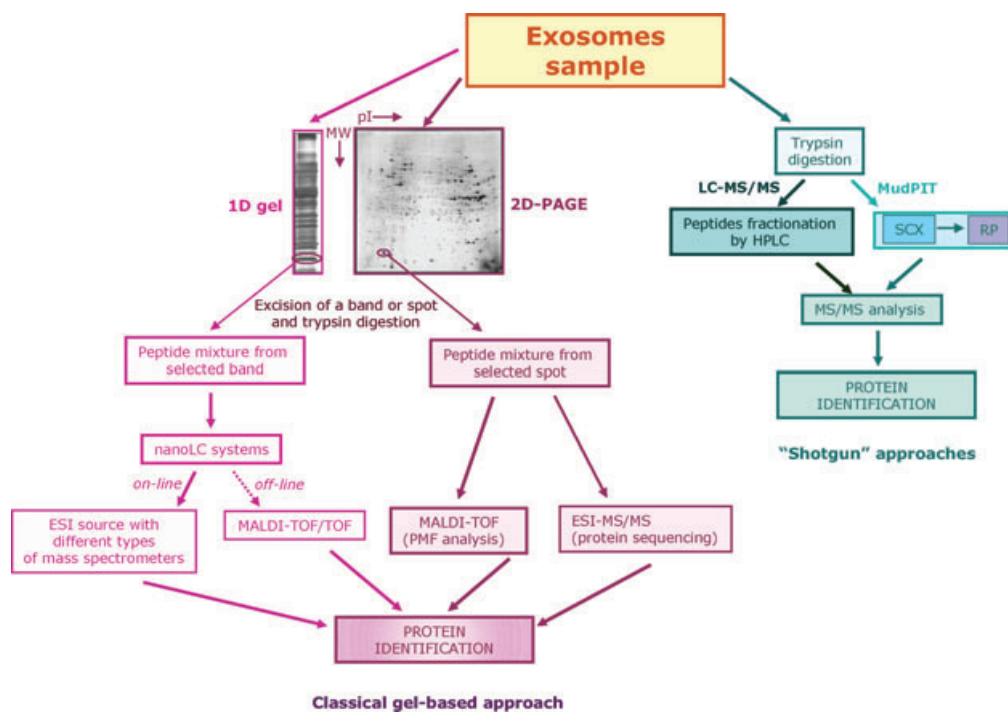 Exosomes
sample
pI
MW
1D gel
2D-PAGE
Trypsin
digestion
LC-MS/MS
MudPIT
Peptides fractionation
by HPLC
SCX
RP
MS/MS analysis
PROTEIN
IDENTIFICATION
"Shotgun" approaches
Excision of a band or spot
and trypsin digestion
Peptide mixture from
selected band
Peptide mixture from
selected spot
nanoLC systems
on-line
off-line
ESI source with
different types
of mass spectrometers
MALDI-TOF/TOF
MALDI-TOF
(PMF analysis)
ESI-MS/MS
(protein sequencing)
PROTEIN
IDENTIFICATION
Classical gel-based approach